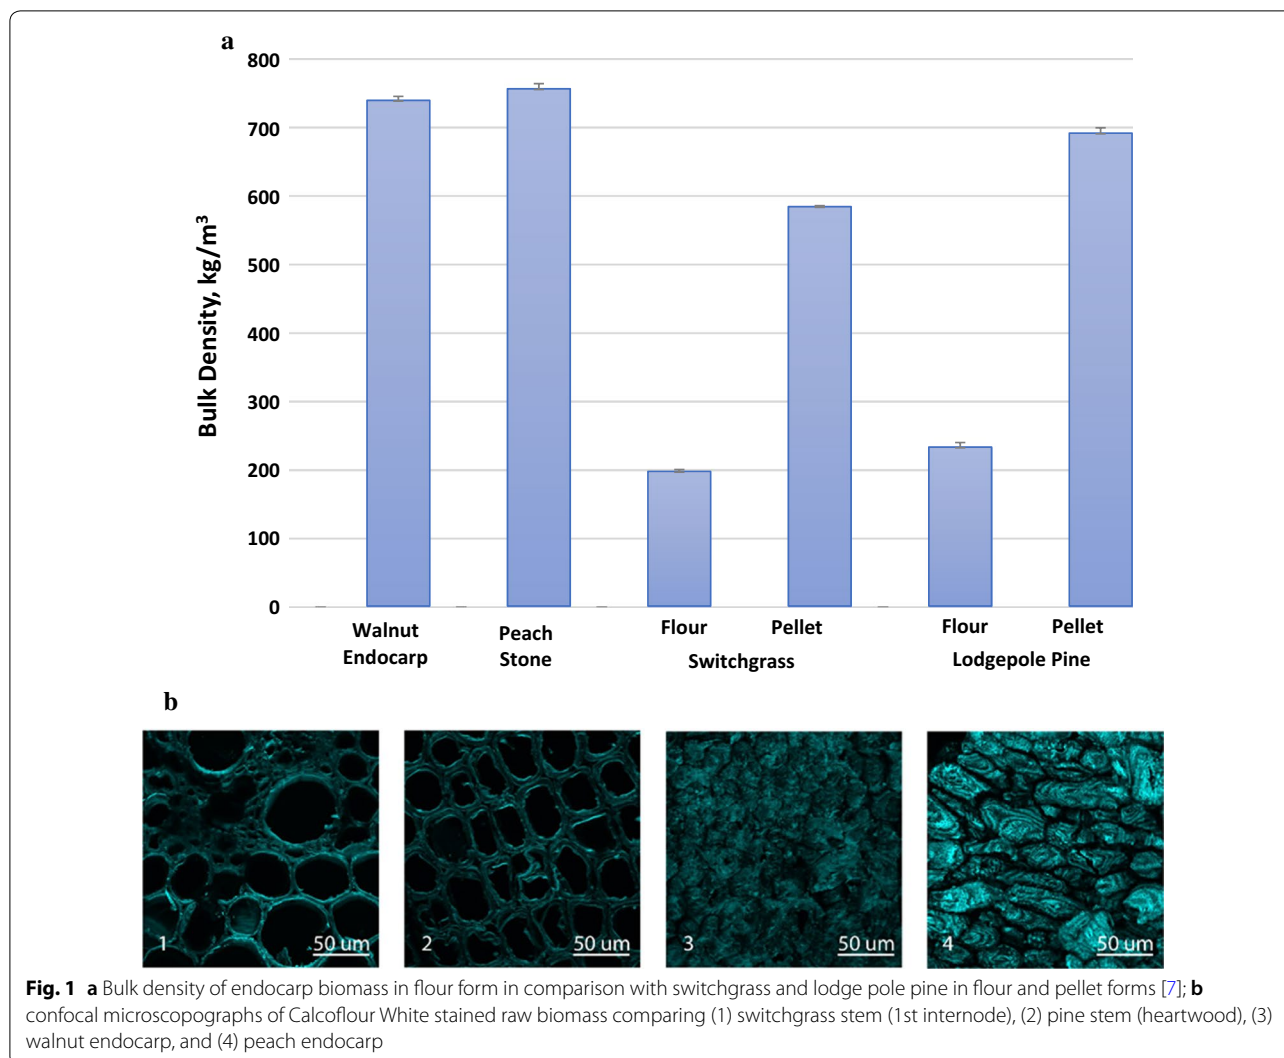 a
800
700
600
500
400
300
200
100
0
Bulk Density, kg/m³
Walnut Endocarp
Peach Stone
Flour Pellet
Switchgrass
Flour Pellet
Lodgepole Pine
b
1 50 um
2 50 um
3 50 um
4 50 um
Fig. 1 a Bulk density of endocarp biomass in flour form in comparison with switchgrass and lodge pole pine in flour and pellet forms [7]; b
confocal microscopographs of Calcoflour White stained raw biomass comparing (1) switchgrass stem (1st internode), (2) pine stem (heartwood), (3)
walnut endocarp, and (4) peach endocarp